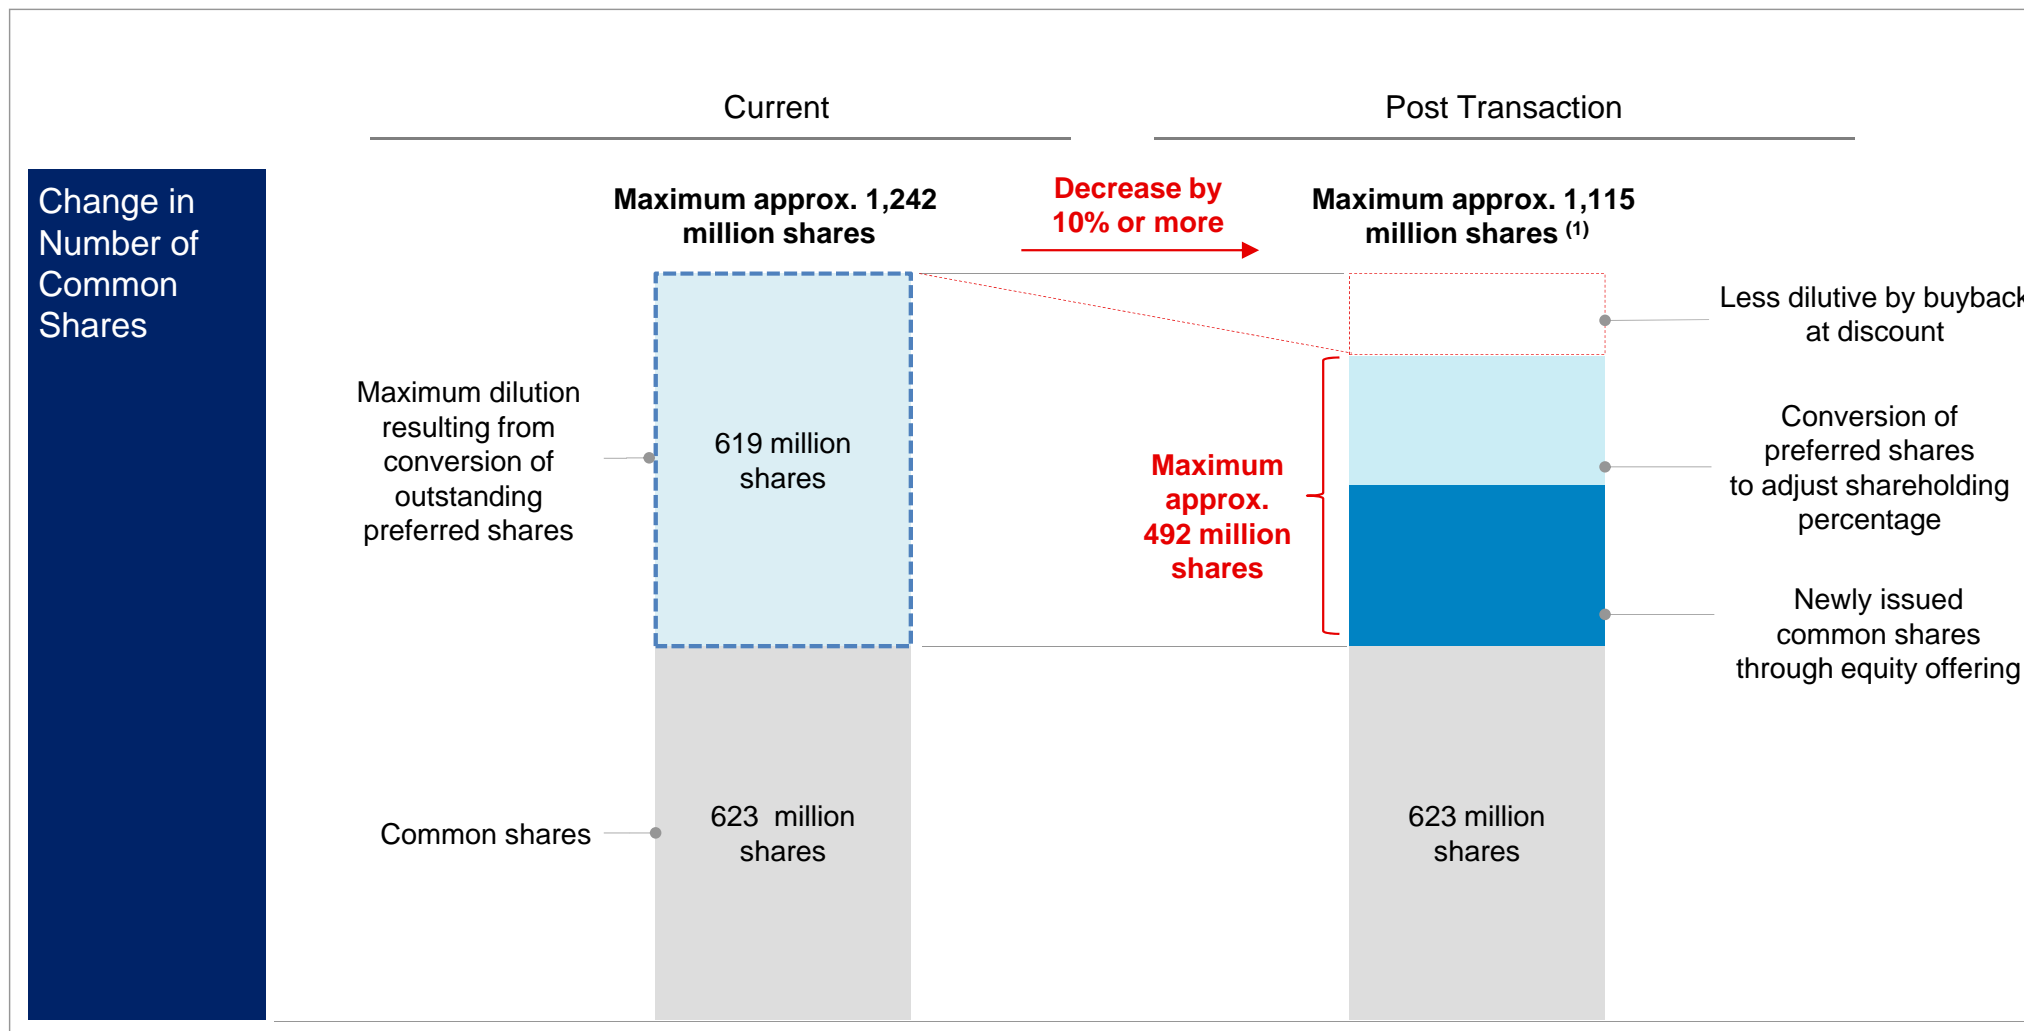 Current
Post Transaction
Change in
Number of
Common
Shares
Maximum approx. 1,242
million shares
Decrease by
10% or more
Maximum approx. 1,115
million shares (1)
Less dilutive by buyback
at discount
Maximum dilution
resulting from
conversion of
outstanding
preferred shares
619 million
shares
Maximum
approx.
492 million
shares
Conversion of
preferred shares
to adjust shareholding
percentage
Newly issued
common shares
through equity offering
Common shares
623 million
shares
623 million
shares